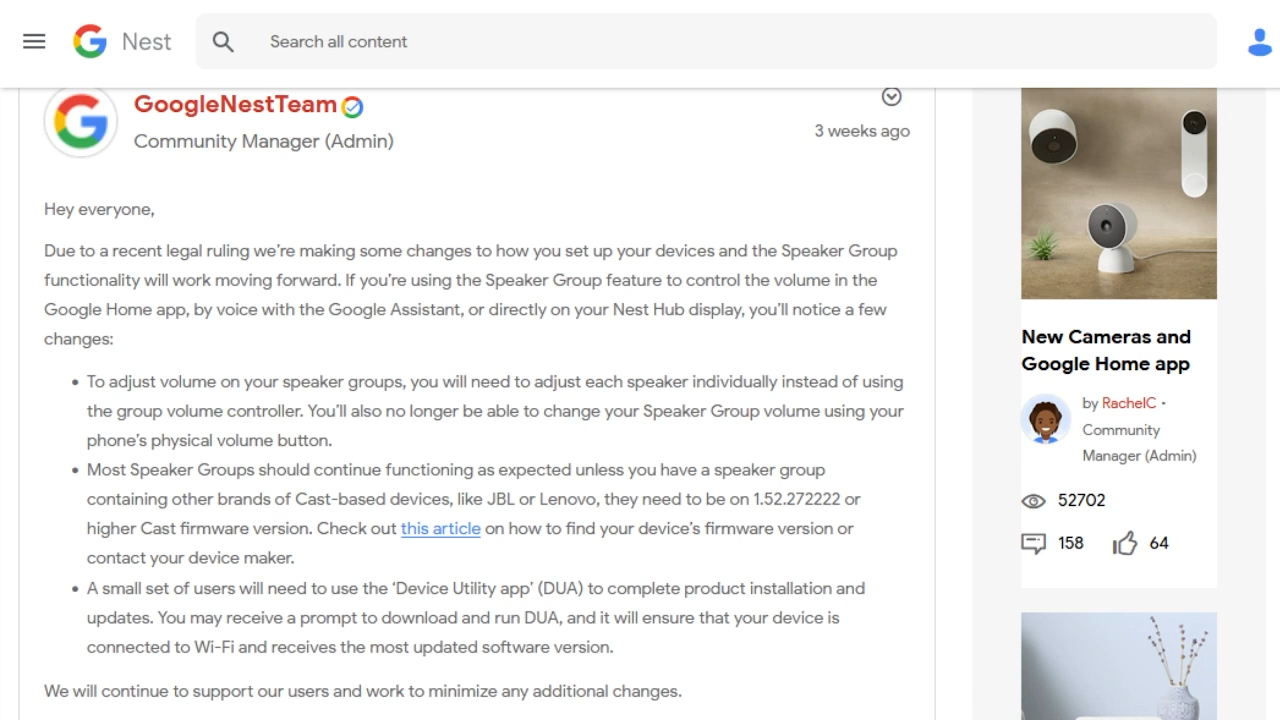 Nest
Search all content
GoogleNestTeam
Community Manager (Admin)
3 weeks ago
Hey everyone,
Due to a recent legal ruling we're making some changes to how you set up your devices and the Speaker Group
functionality will work moving forward. If you're using the Speaker Group feature to control the volume in the
Google Home app, by voice with the Google Assistant, or directly on your Nest Hub display, you'll notice a few
changes:
• To adjust volume on your speaker groups, you will need to adjust each speaker individually instead of using
the group volume controller. You'll also no longer be able to change your Speaker Group volume using your
phone's physical volume button.
• Most Speaker Groups should continue functioning as expected unless you have a speaker group
containing other brands of Cast-based devices, like JBL or Lenovo, they need to be on 1.52.272222 or
higher Cast firmware version. Check out this article on how to find your device's firmware version or
contact your device maker.
• A small set of users will need to use the ‘Device Utility app’ (DUA) to complete product installation and
updates. You may receive a prompt to download and run DUA, and it will ensure that your device is
connected to Wi-Fi and receives the most updated software version.
We will continue to support our users and work to minimize any additional changes.
New Cameras and
Google Home app
by RachelC •
Community
Manager (Admin)
52702
158
64